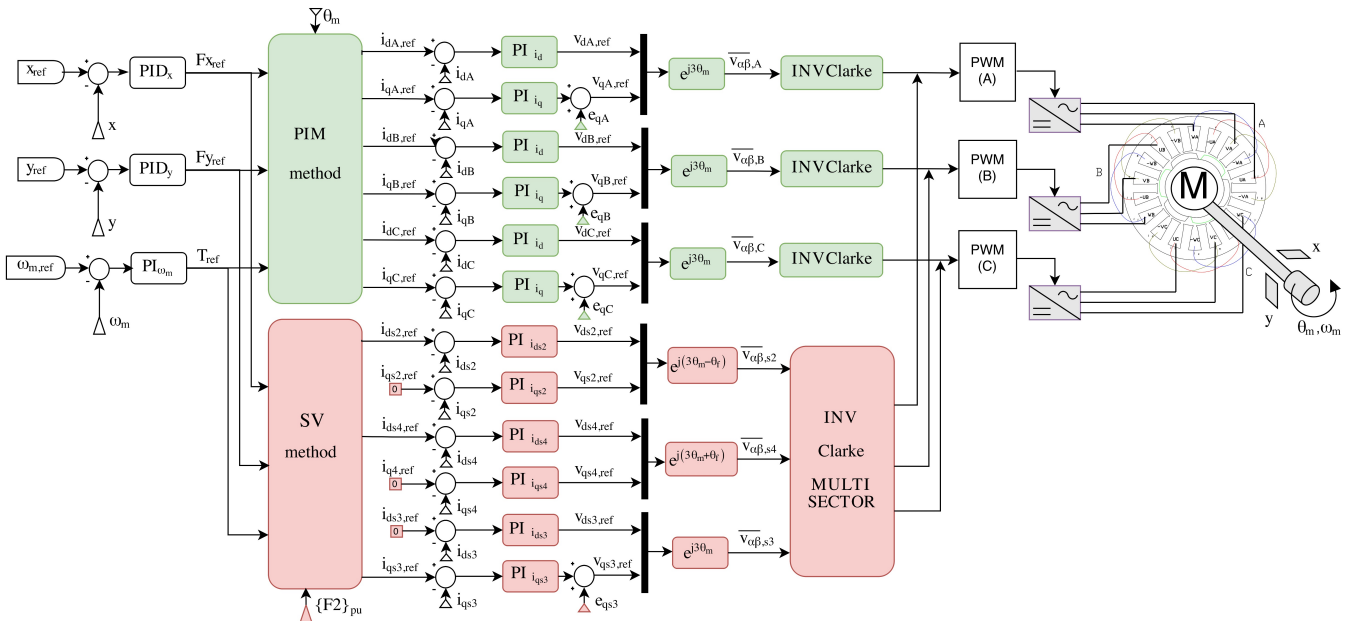 θm
xref
PIDx
Fxref
x
yref
PIDy
Fyref
y
ωm,ref
PIωm
Tref
ωm
PIM
method
SV
method
{F2}pu
idA,ref
idA
PI id
vdA,ref
iqA,ref
iqA
PI iq
vqA,ref
eqA
idB,ref
idB
PI id
vdB,ref
iqB,ref
iqB
PI iq
vqB,ref
eqB
idC,ref
idC
PI id
vdC,ref
iqC,ref
iqC
PI iq
vqC,ref
eqC
ids2,ref
ids2
PI ids2
vds2,ref
iqs2,ref
0
iqs2
PI iqs2
vqs2,ref
ids4,ref
ids4
PI ids4
vds4,ref
iq4,ref
0
iqs4
PI iqs4
vqs4,ref
ids3,ref
0
ids3
PI ids3
vds3,ref
iqs3,ref
iqs3
PI iqs3
vqs3,ref
eqs3
ej3θm
vαβ,A
INVClarke
ej3θm
vαβ,B
INVClarke
ej3θm
vαβ,C
INVClarke
ej(3θm−θf)
vαβ,s2
ej(3θm+θf)
vαβ,s4
ej3θm
vαβ,s3
INV
Clarke
MULTI
SECTOR
PWM
(A)
PWM
(B)
PWM
(C)
A
B
C
M
x
y
θm,ωm